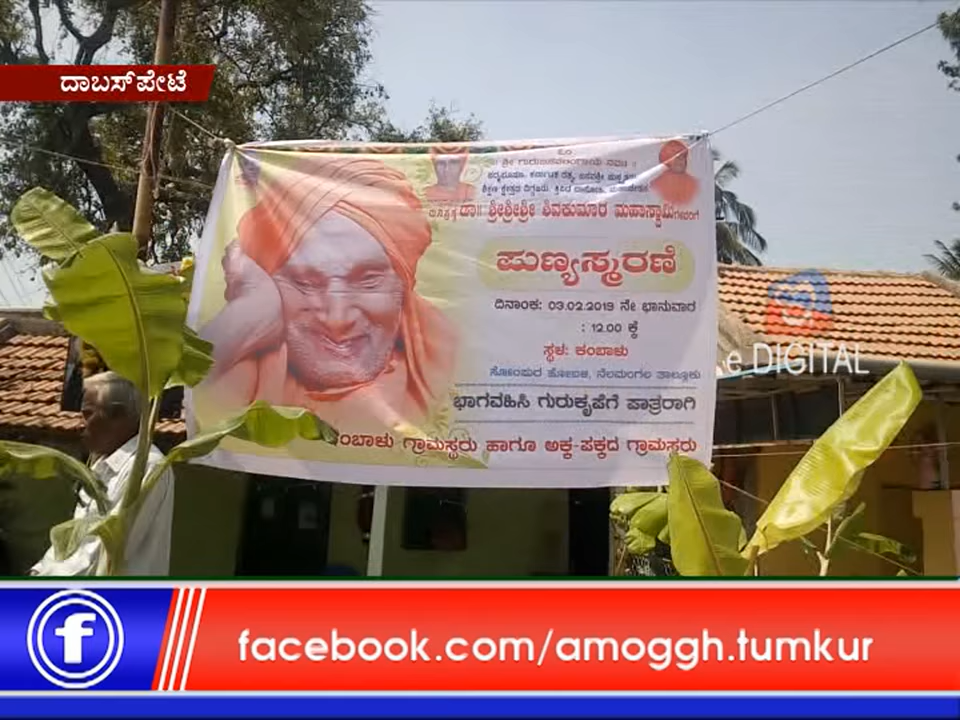 ದಾಬಸ್‌ಪೇಟೆ
ಡಾ|| ಶ್ರೀಶ್ರೀಶ್ರೀ ಶಿವಕುಮಾರ ಮಹಾಸ್ವಾಮಿಗಳವರಿಗೆ
ಪುಣ್ಯಸ್ಮರಣೆ
ದಿನಾಂಕ: 03.02.2019 ನೇ ಭಾನುವಾರ
: 12.00 ಕ್ಕೆ
ಸ್ಥಳ: ಕಂಬಾಳು
ಸೋಂಪುರ ಹೋಬಳಿ, ನೆಲಮಂಗಲ ತಾಲ್ಲೂಕು
ಭಾಗವಹಿಸಿ ಗುರುಕೃಪೆಗೆ ಪಾತ್ರರಾಗಿ
ಕಂಬಾಳು ಗ್ರಾಮಸ್ಥರು ಹಾಗೂ ಅಕ್ಕ-ಪಕ್ಕದ ಗ್ರಾಮಸ್ಥರು
e DIGITAL
facebook.com/amoggh.tumkur